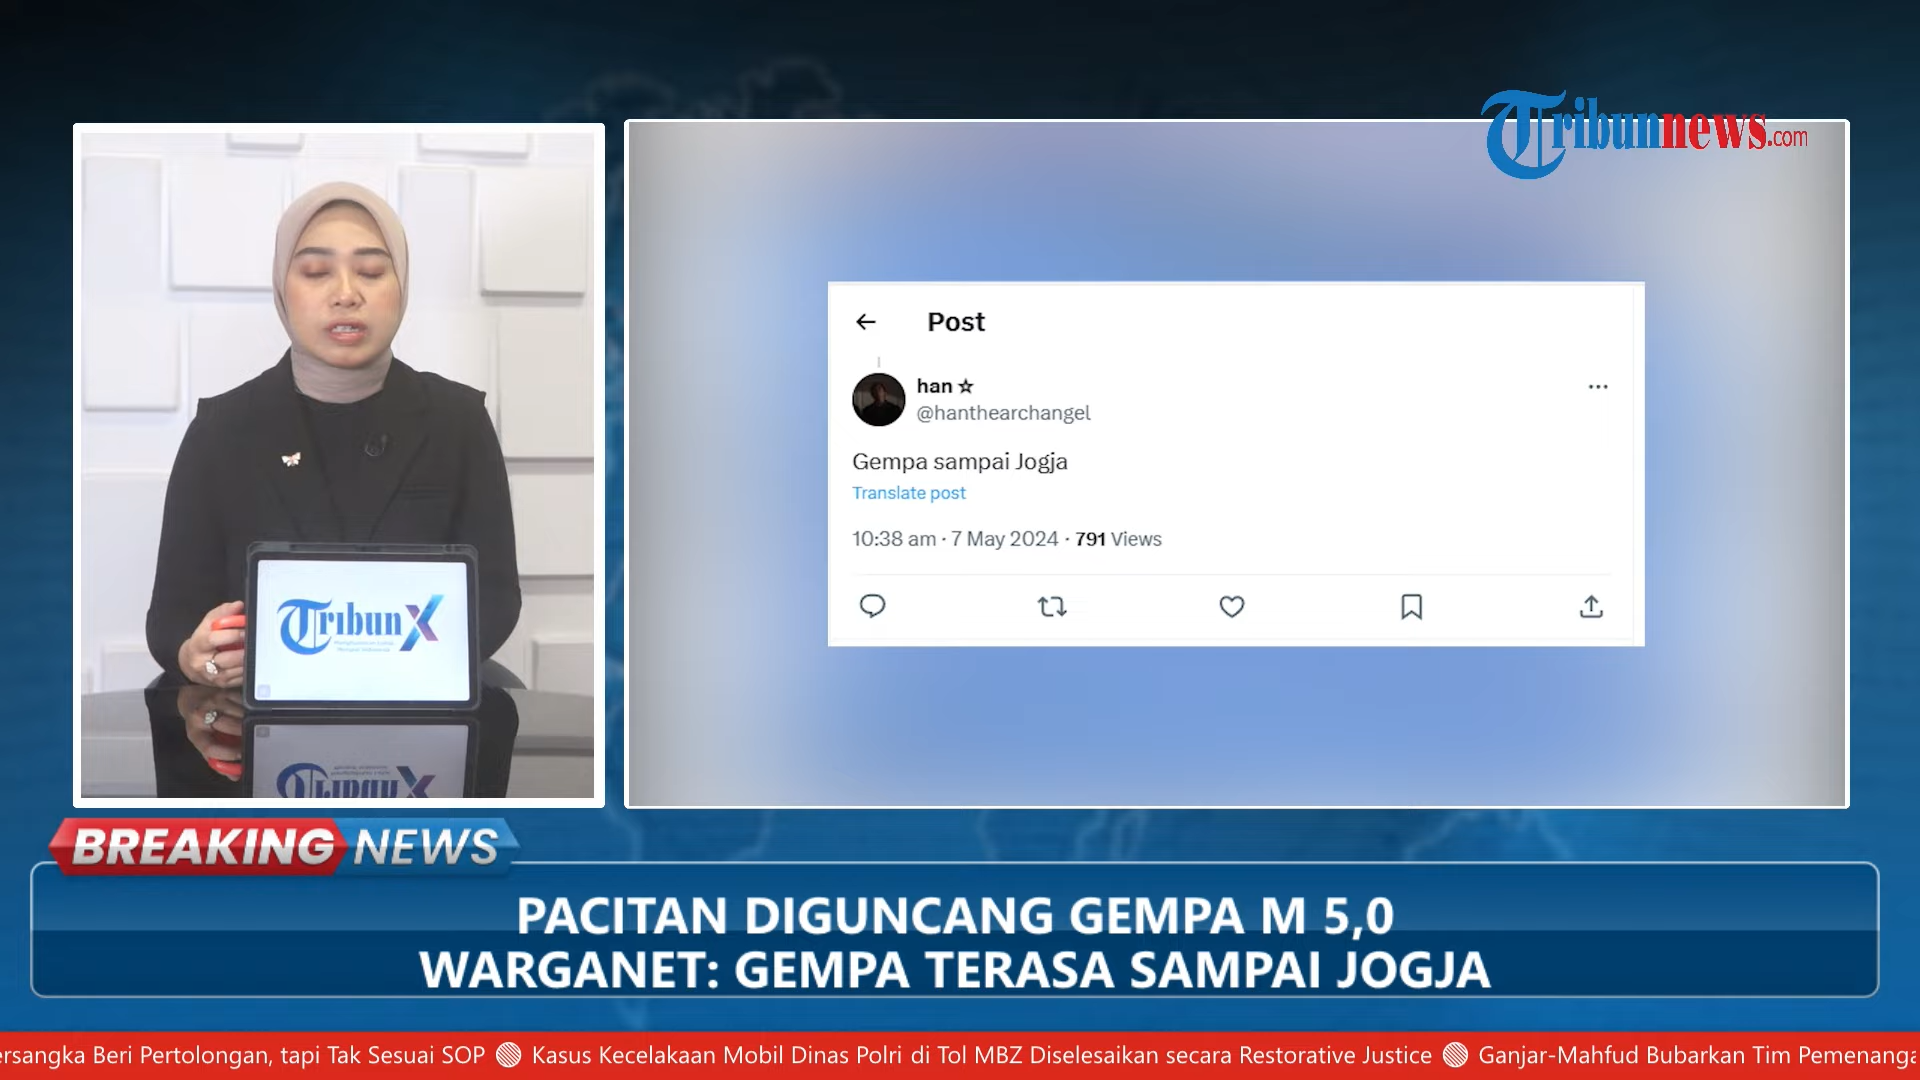 Tribunnews.com
Post
han ☆
@hanthearchangel
Gempa sampai Jogja
Translate post
10:38 am · 7 May 2024 · 791 Views
TribunX
BREAKING NEWS
PACITAN DIGUNCANG GEMPA M 5,0
WARGANET: GEMPA TERASA SAMPAI JOGJA
ersangka Beri Pertolongan, tapi Tak Sesuai SOP Kasus Kecelakaan Mobil Dinas Polri di Tol MBZ Diselesaikan secara Restorative Justice Ganjar-Mahfud Bubarkan Tim Pemenanga